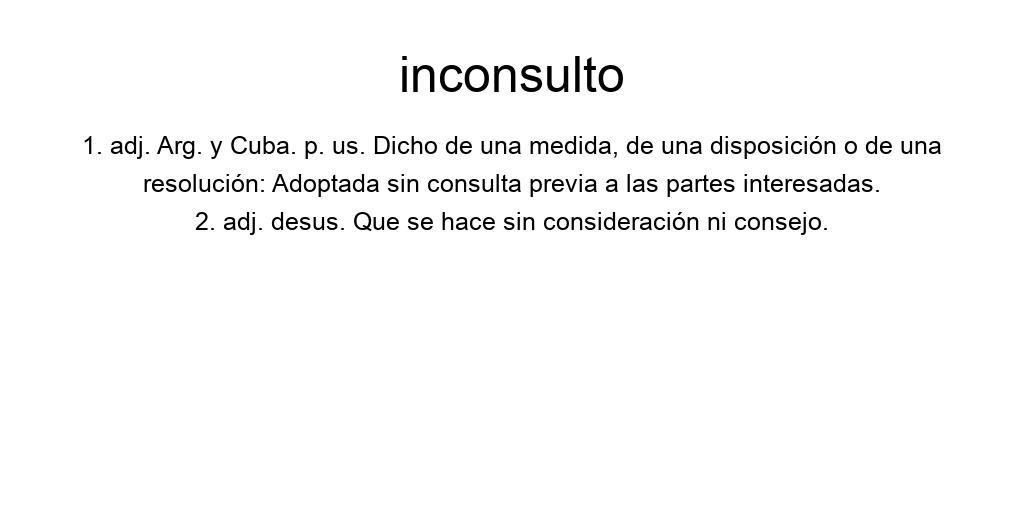 inconsulto
1. adj. Arg. y Cuba. p. us. Dicho de una medida, de una disposición o de una
resolución: Adoptada sin consulta previa a las partes interesadas.
2. adj. desus. Que se hace sin consideración ni consejo.